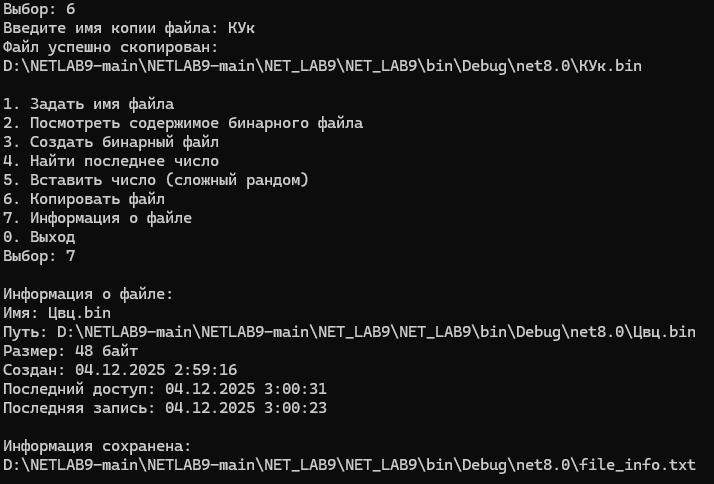 Выбор: 6
Введите имя копии файла: КУк
Файл успешно скопирован:
D:\NETLAB9-main\NETLAB9-main\NET_LAB9\NET_LAB9\bin\Debug\net8.0\КУк.bin
1. Задать имя файла
2. Посмотреть содержимое бинарного файла
3. Создать бинарный файл
4. Найти последнее число
5. Вставить число (сложный рандом)
6. Копировать файл
7. Информация о файле
0. Выход
Выбор: 7
Информация о файле:
Имя: Цвц.bin
Путь: D:\NETLAB9-main\NETLAB9-main\NET_LAB9\NET_LAB9\bin\Debug\net8.0\Цвц.bin
Размер: 48 байт
Создан: 04.12.2025 2:59:16
Последний доступ: 04.12.2025 3:00:31
Последняя запись: 04.12.2025 3:00:23
Информация сохранена:
D:\NETLAB9-main\NETLAB9-main\NET_LAB9\NET_LAB9\bin\Debug\net8.0\file_info.txt